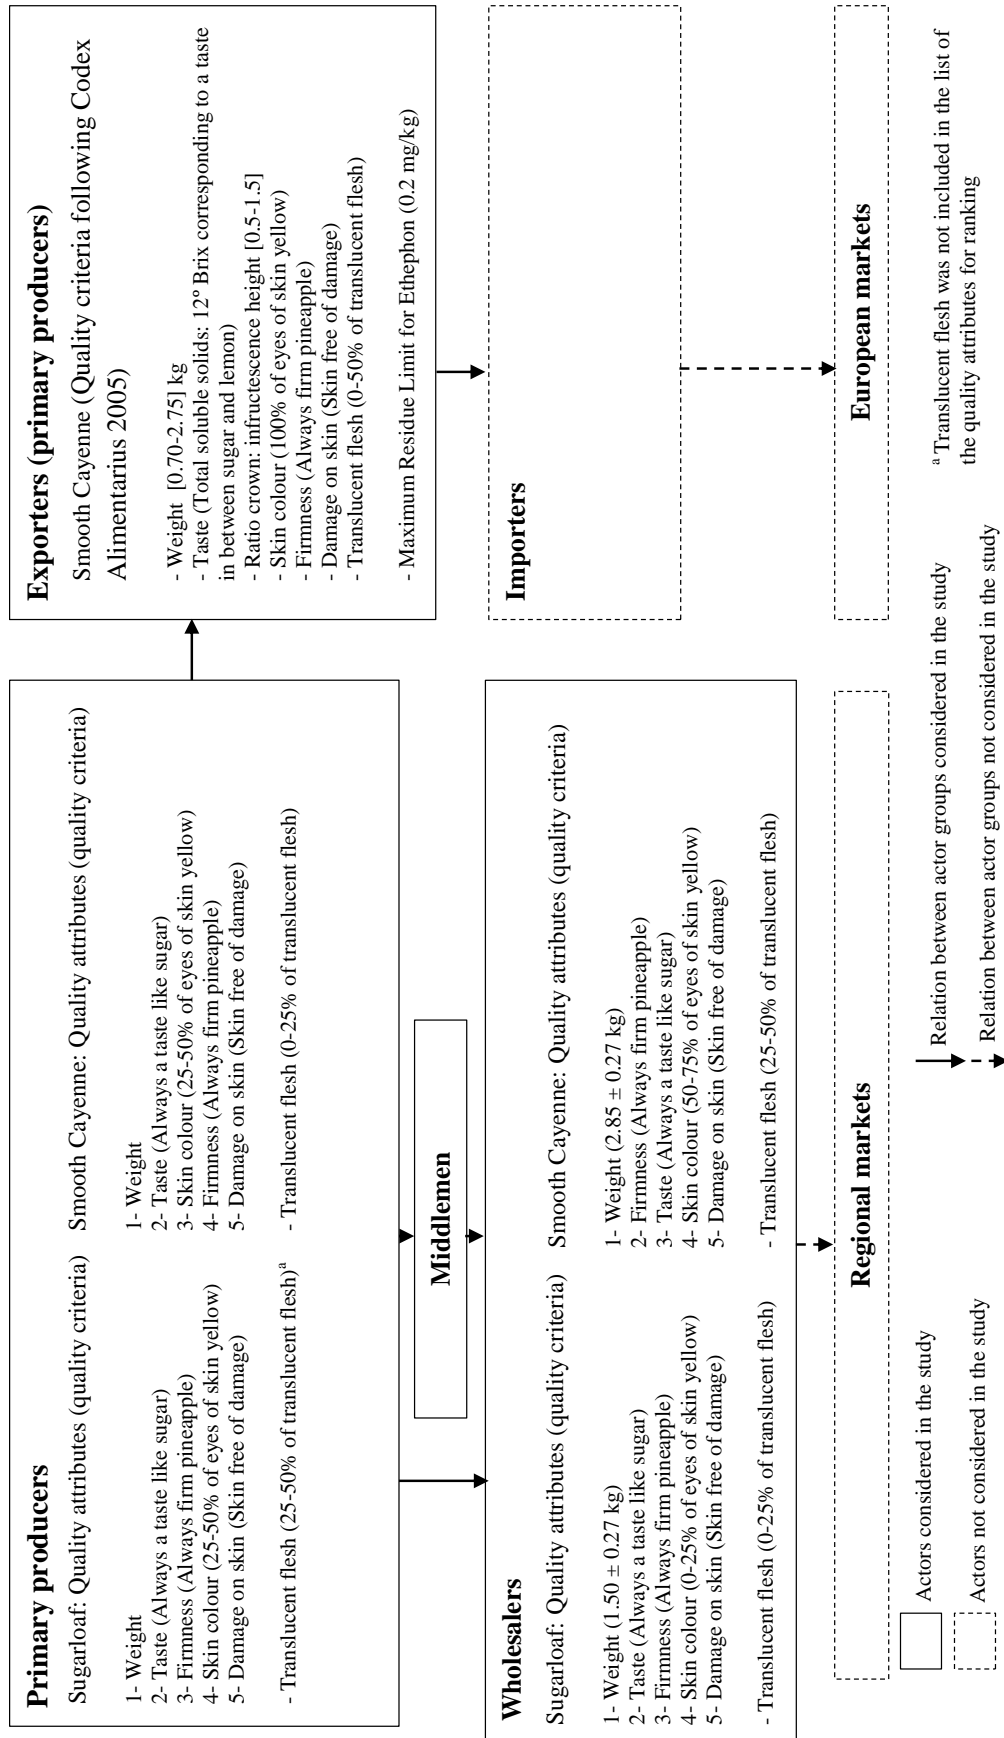 Primary producers
Sugarloaf: Quality attributes (quality criteria)
1- Weight
2- Taste (Always a taste like sugar)
3- Firmness (Always firm pineapple)
4- Skin colour (25-50% of eyes of skin yellow)
5- Damage on skin (Skin free of damage)
- Translucent flesh (25-50% of translucent flesh)ᵃ
Smooth Cayenne: Quality attributes (quality criteria)
1- Weight
2- Taste (Always a taste like sugar)
3- Skin colour (25-50% of eyes of skin yellow)
4- Firmness (Always firm pineapple)
5- Damage on skin (Skin free of damage)
- Translucent flesh (0-25% of translucent flesh)
Exporters (primary producers)
Smooth Cayenne (Quality criteria following Codex
Alimentarius 2005)
- Weight [0.70-2.75] kg
- Taste (Total soluble solids: 12° Brix corresponding to a taste
in between sugar and lemon)
- Ratio crown: infructescence height [0.5-1.5]
- Skin colour (100% of eyes of skin yellow)
- Firmness (Always firm pineapple)
- Damage on skin (Skin free of damage)
- Translucent flesh (0-50% of translucent flesh)
- Maximum Residue Limit for Ethephon (0.2 mg/kg)
Middlemen
Wholesalers
Sugarloaf: Quality attributes (quality criteria)
1- Weight (1.50 ± 0.27 kg)
2- Taste (Always a taste like sugar)
3- Firmness (Always firm pineapple)
4- Skin colour (0-25% of eyes of skin yellow)
5- Damage on skin (Skin free of damage)
- Translucent flesh (0-25% of translucent flesh)
Smooth Cayenne: Quality attributes (quality criteria)
1- Weight (2.85 ± 0.27 kg)
2- Firmness (Always firm pineapple)
3- Taste (Always a taste like sugar)
4- Skin colour (50-75% of eyes of skin yellow)
5- Damage on skin (Skin free of damage)
- Translucent flesh (25-50% of translucent flesh)
Importers
Regional markets
European markets
Actors considered in the study
Actors not considered in the study
Relation between actor groups considered in the study
Relation between actor groups not considered in the study
ᵃ Translucent flesh was not included in the list of
the quality attributes for ranking